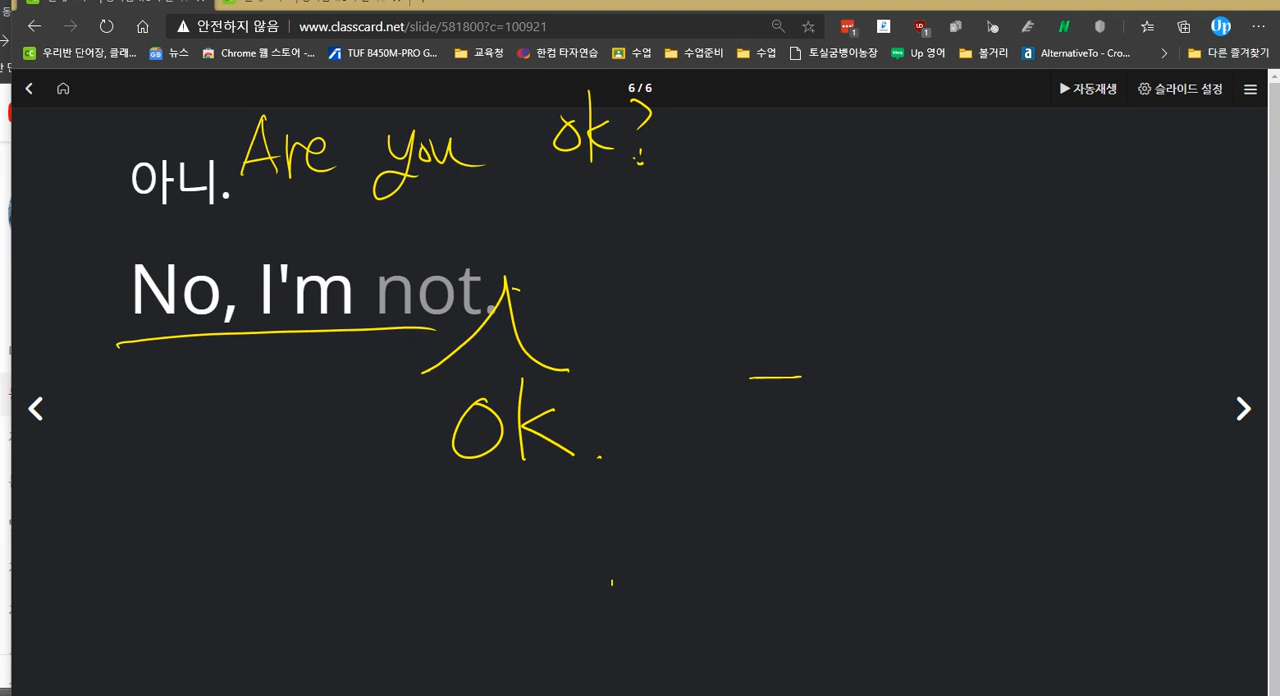 안전하지 않음 www.classcard.net/slide/581800?c=100921
우리반 단어장, 클래... 뉴스 Chrome 웹 스토어 -... TUF B450M-PRO G... 교육청 한컴 타자연습 수업 수업준비 수업 토실굼벵이농장 Up 영어 볼거리 AlternativeTo - Cro... 다른 즐겨찾기
6 / 6 자동재생 슬라이드 설정
Are you ok?
아니.
No, I'm not.
ok.